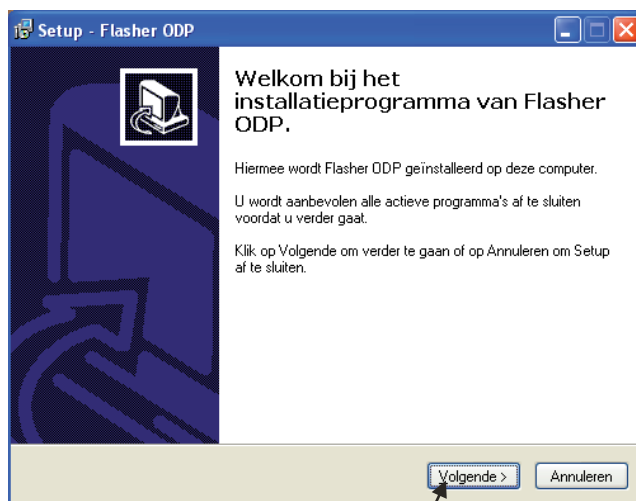 Setup - Flasher ODP
Welkom bij het
installatieprogramma van Flasher
ODP.
Hiermee wordt Flasher ODP geïnstalleerd op deze computer.
U wordt aanbevolen alle actieve programma's af te sluiten
voordat u verder gaat.
Klik op Volgende om verder te gaan of op Annuleren om Setup
af te sluiten.
Volgende >
Annuleren